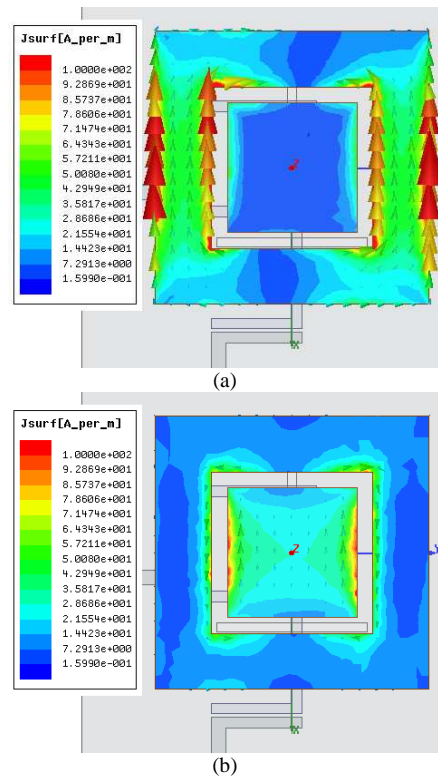 Jsurf[A_per_m]
1.0000e+002
9.2869e+001
8.5737e+001
7.8606e+001
7.1474e+001
6.4343e+001
5.7211e+001
5.0080e+001
4.2949e+001
3.5817e+001
2.8686e+001
2.1554e+001
1.4423e+001
7.2913e+000
1.5990e-001
Z
X
(a)
Jsurf[A_per_m]
1.0000e+002
9.2869e+001
8.5737e+001
7.8606e+001
7.1474e+001
6.4343e+001
5.7211e+001
5.0080e+001
4.2949e+001
3.5817e+001
2.8686e+001
2.1554e+001
1.4423e+001
7.2913e+000
1.5990e-001
Z
Y
X
(b)